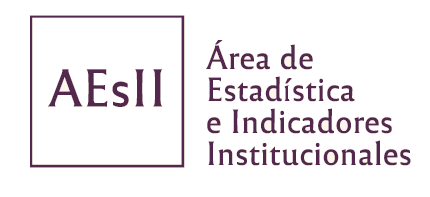 AEsII
Área de
Estadística
e Indicadores
Institucionales